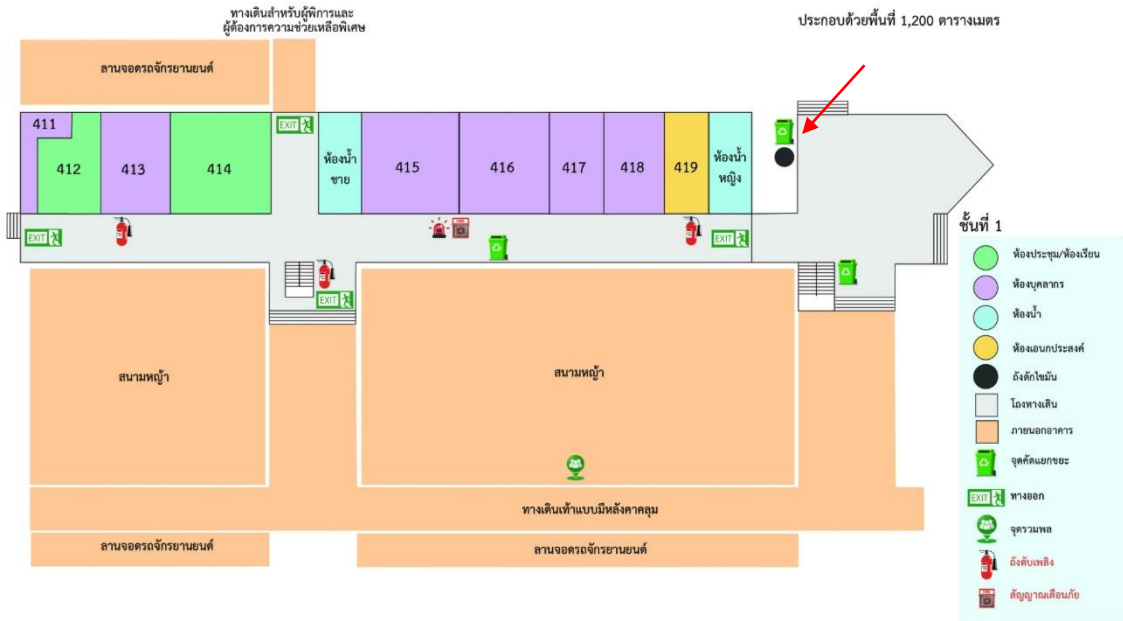 ทางเดินสำหรับผู้พิการและ
ผู้ต้องการความช่วยเหลือพิเศษ
ประกอบด้วยพื้นที่ 1,200 ตารางเมตร
ลานจอดรถจักรยานยนต์
411
412
413
414
EXIT
ห้องน้ำ
ชาย
415
416
417
418
419
ห้องน้ำ
หญิง
EXIT
EXIT
EXIT
สนามหญ้า
สนามหญ้า
ทางเดินเท้าแบบมีหลังคาคลุม
ลานจอดรถจักรยานยนต์
ลานจอดรถจักรยานยนต์
ชั้นที่ 1
ห้องประชุม/ห้องเรียน
ห้องบุคลากร
ห้องน้ำ
ห้องเอนกประสงค์
ถังดักไขมัน
โถงทางเดิน
ภายนอกอาคาร
จุดคัดแยกขยะ
EXIT ทางออก
จุดรวมพล
ถังดับเพลิง
สัญญาณเตือนภัย